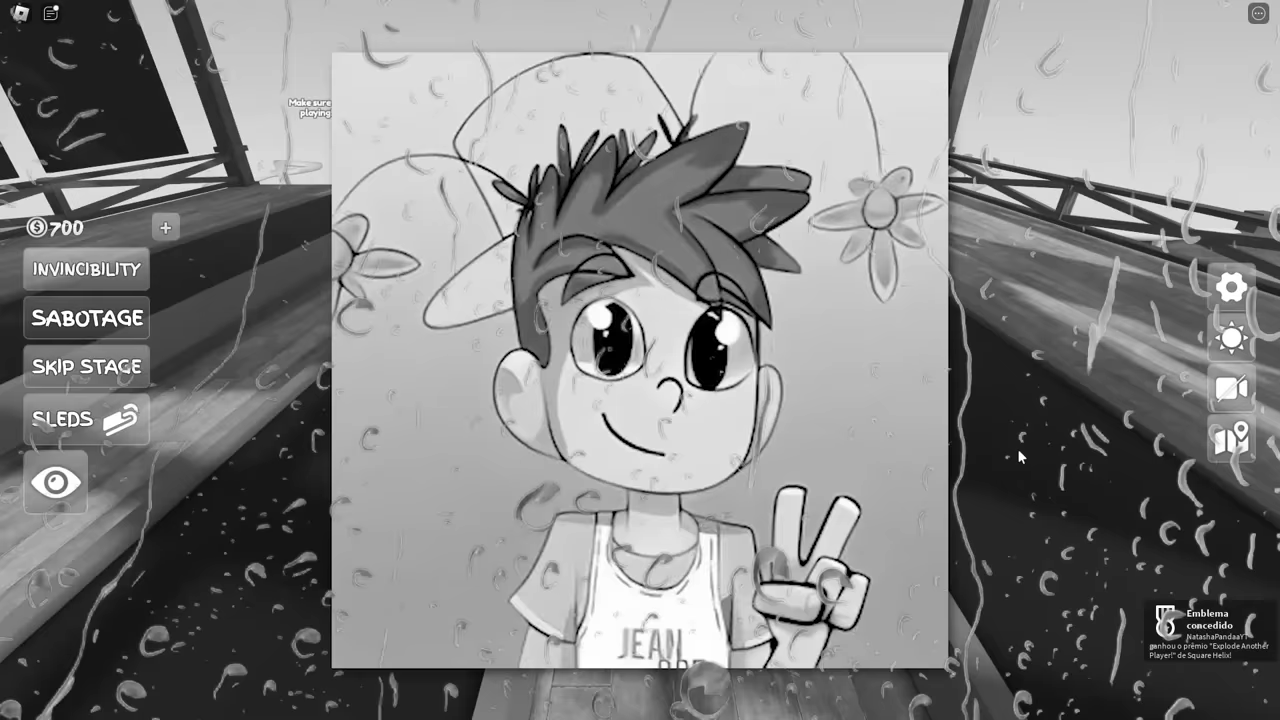 Make sure
playing
700
+
INVINCIBILITY
SABOTAGE
SKIP STAGE
SLEDS
JEAN
Emblema
concedido
NatashaPandaaYT
ganhou o prêmio "Explode Another
Player!" de Square Helix!